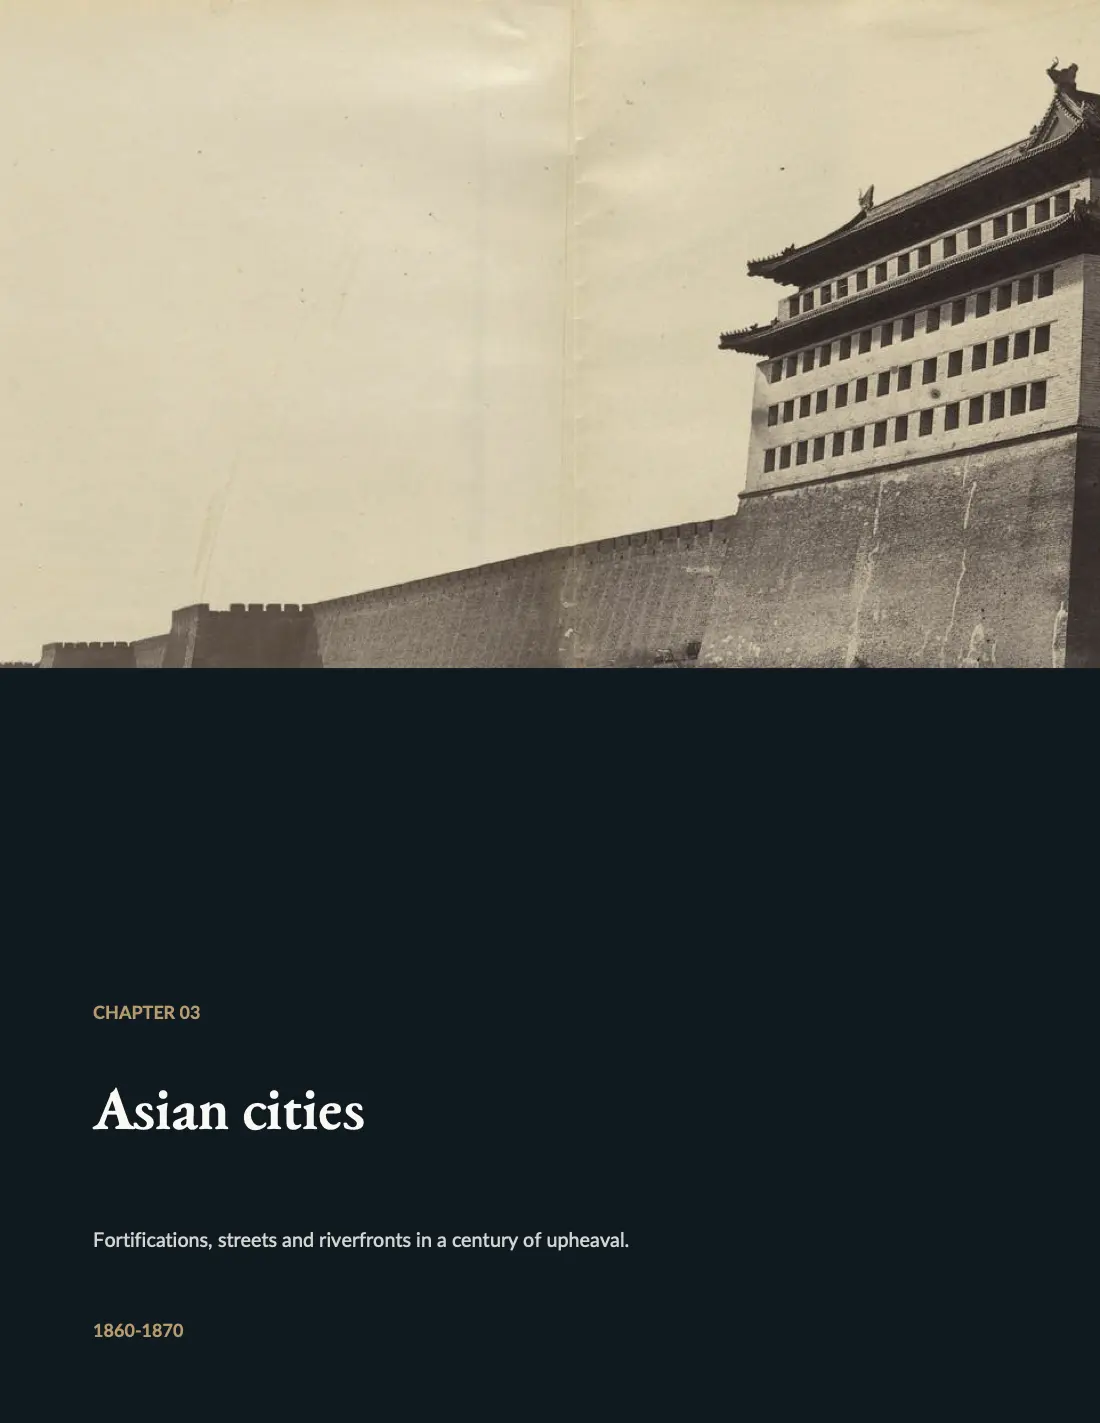 CHAPTER 03
Asian cities
Fortifications, streets and riverfronts in a century of upheaval.
1860-1870